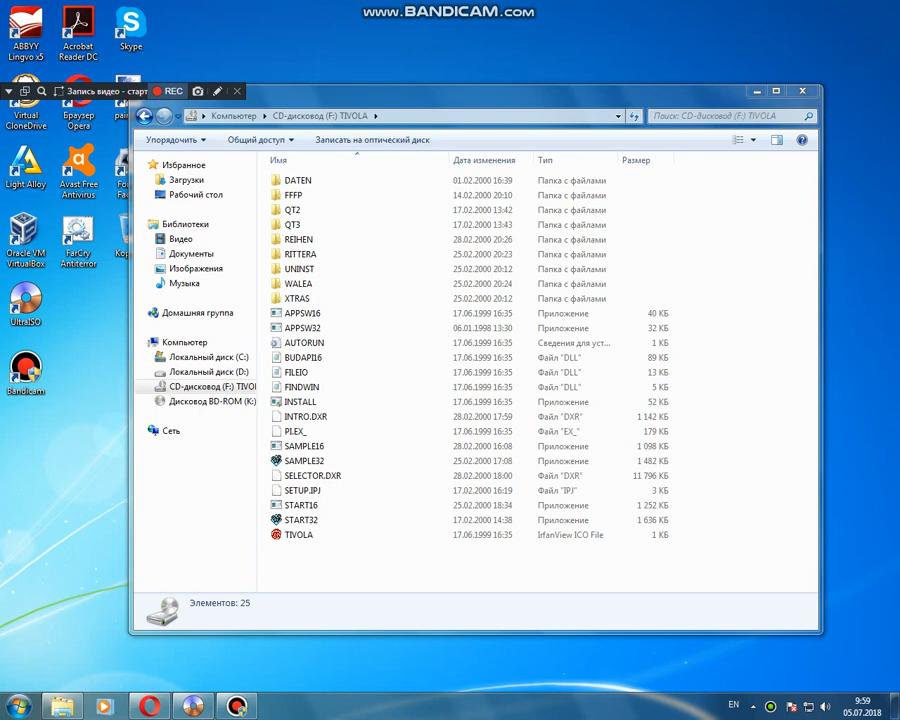 www.BANDICAM.com
ABBYY Lingvo x5
Acrobat Reader DC
Skype
Запись видео - старт
REC
Virtual CloneDrive
Браузер Opera
pain
Light Alloy
Avast Free Antivirus
Oracle VM VirtualBox
FarCry Antiterror
UltraISO
Bandicam
Компьютер
CD-дисковод (F:) TIVOLA
Поиск: CD-дисковод (F:) TIVOLA
Упорядочить
Общий доступ
Записать на оптический диск
Избранное
Загрузки
Рабочий стол
Библиотеки
Видео
Документы
Изображения
Музыка
Домашняя группа
Компьютер
Локальный диск (C:)
Локальный диск (D:)
CD-дисковод (F:) TIVOI
Дисковод BD-ROM (K:)
Сеть
Имя Дата изменения Тип Размер
DATEN 01.02.2000 16:39 Папка с файлами
FFFP 14.02.2000 20:10 Папка с файлами
QT2 17.02.2000 13:42 Папка с файлами
QT3 17.02.2000 13:43 Папка с файлами
REIHEN 28.02.2000 20:26 Папка с файлами
RITTERA 25.02.2000 20:23 Папка с файлами
UNINST 25.02.2000 20:12 Папка с файлами
WALEA 25.02.2000 20:24 Папка с файлами
XTRAS 25.02.2000 20:12 Папка с файлами
APPSW16 17.06.1999 16:35 Приложение 40 КБ
APPSW32 06.01.1998 13:30 Приложение 32 КБ
AUTORUN 17.06.1999 16:35 Сведения для уст... 1 КБ
BUDAPI16 17.06.1999 16:35 Файл "DLL" 89 КБ
FILEIO 17.06.1999 16:35 Файл "DLL" 13 КБ
FINDWIN 17.06.1999 16:35 Файл "DLL" 5 КБ
INSTALL 17.06.1999 16:35 Приложение 52 КБ
INTRO.DXR 28.02.2000 17:59 Файл "DXR" 1 142 КБ
PI.EX_ 17.06.1999 16:35 Файл "EX_" 179 КБ
SAMPLE16 28.02.2000 16:08 Приложение 1 098 КБ
SAMPLE32 25.02.2000 17:08 Приложение 1 482 КБ
SELECTOR.DXR 28.02.2000 18:00 Файл "DXR" 11 796 КБ
SETUP.IPJ 17.02.2000 16:19 Файл "IPJ" 3 КБ
START16 25.02.2000 18:34 Приложение 1 252 КБ
START32 17.02.2000 14:38 Приложение 1 636 КБ
TIVOLA 17.06.1999 16:35 IrfanView ICO File 1 КБ
Элементов: 25
EN
9:59
05.07.2018